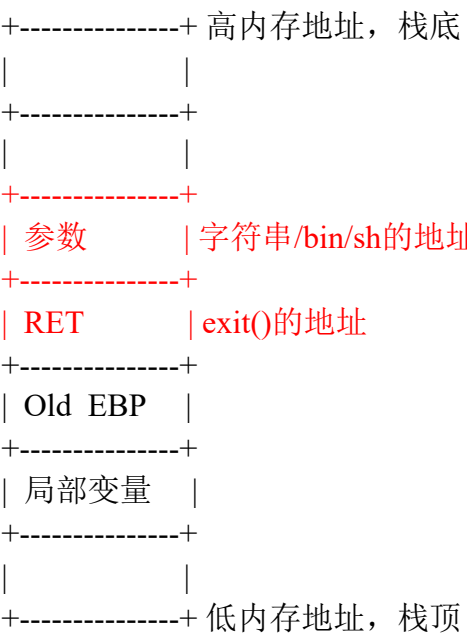 +---------------+ 高内存地址，栈底
|               |
+---------------+
|               |
+---------------+
| 参数          | 字符串/bin/sh的地址
+---------------+
| RET           | exit()的地址
+---------------+
| Old EBP       |
+---------------+
| 局部变量      |
+---------------+
|               |
+---------------+ 低内存地址，栈顶